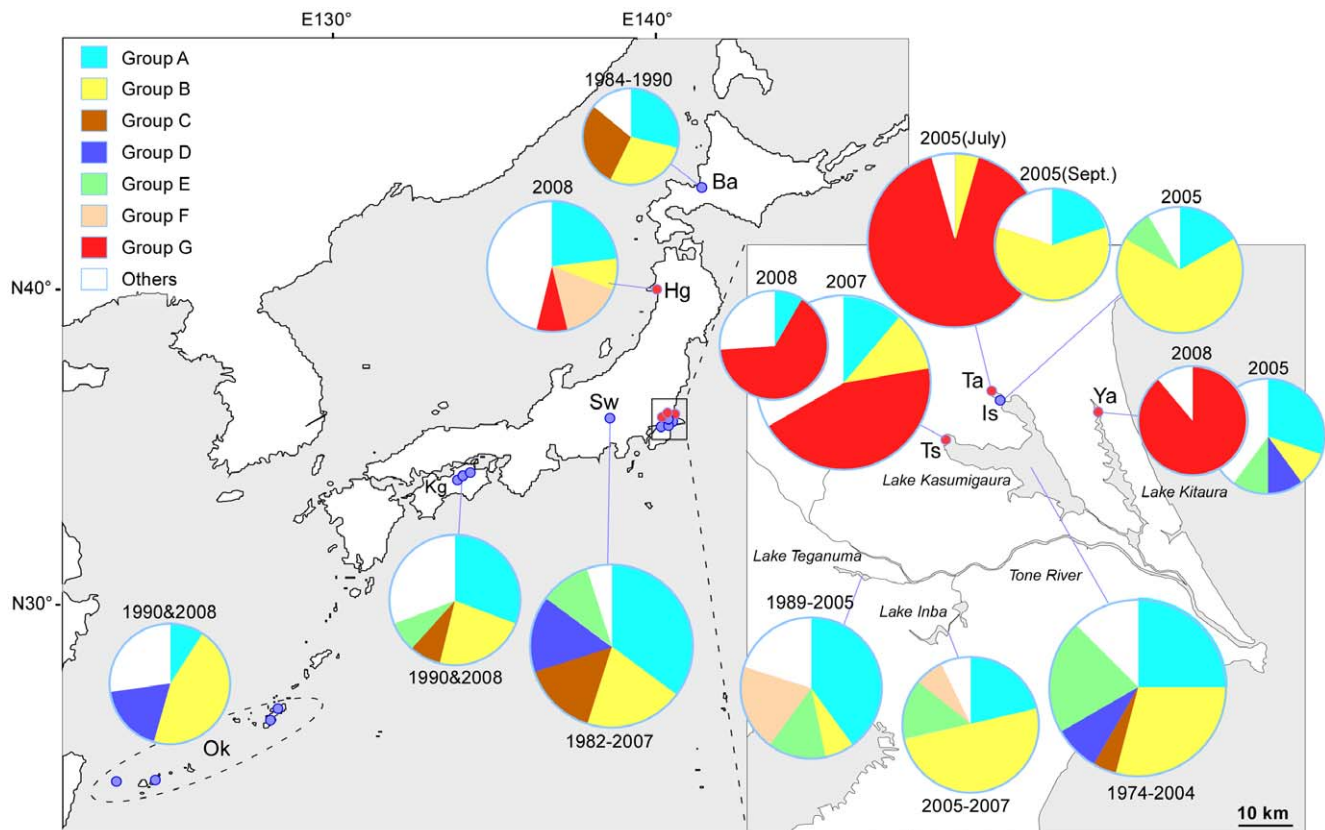 E130°
E140°
Group A
Group B
Group C
Group D
Group E
Group F
Group G
Others
1984-1990
Ba
2008
Hg
N40°
Sw
Kg
N30°
1990&2008
Ok
1990&2008
1982-2007
2005(July)
2005(Sept.)
2005
2008
2007
Ta
Is
Ya
2008
2005
Ts
Lake Kasumigaura
Lake Kitaura
Lake Teganuma
Tone River
1989-2005
Lake Inba
2005-2007
1974-2004
10 km